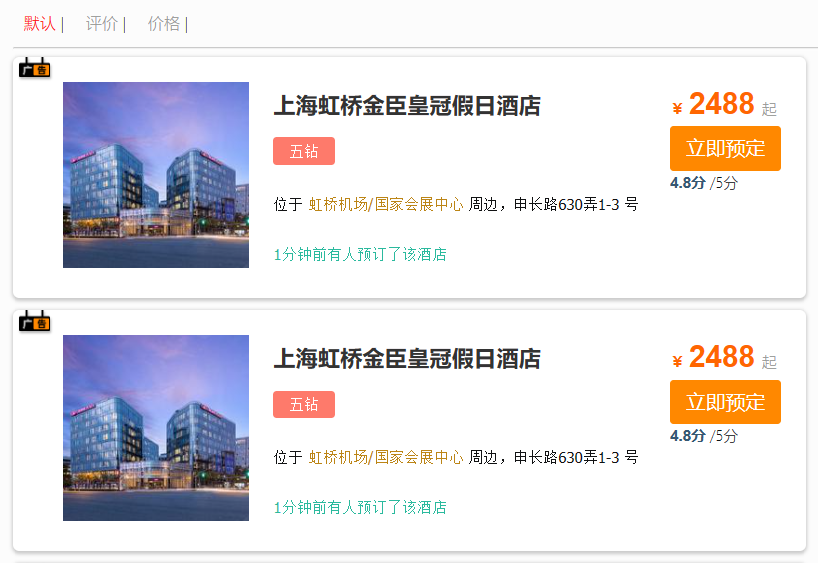 默认 | 评价 | 价格 |
广告
上海虹桥金臣皇冠假日酒店
¥ 2488 起
五钻
立即预定
4.8分 /5分
位于 虹桥机场/国家会展中心 周边，申长路630弄1-3 号
1分钟前有人预订了该酒店
广告
上海虹桥金臣皇冠假日酒店
¥ 2488 起
五钻
立即预定
4.8分 /5分
位于 虹桥机场/国家会展中心 周边，申长路630弄1-3 号
1分钟前有人预订了该酒店